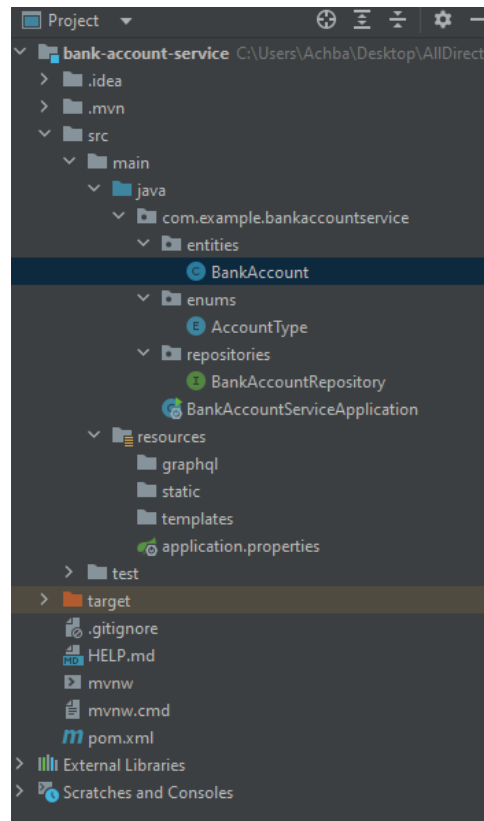 Project
bank-account-service C:\Users\Achba\Desktop\AllDirect
.idea
.mvn
src
main
java
com.example.bankaccountservice
entities
C BankAccount
enums
E AccountType
repositories
I BankAccountRepository
BankAccountServiceApplication
resources
graphql
static
templates
application.properties
test
target
.gitignore
MD HELP.md
mvnw
mvnw.cmd
m pom.xml
External Libraries
Scratches and Consoles